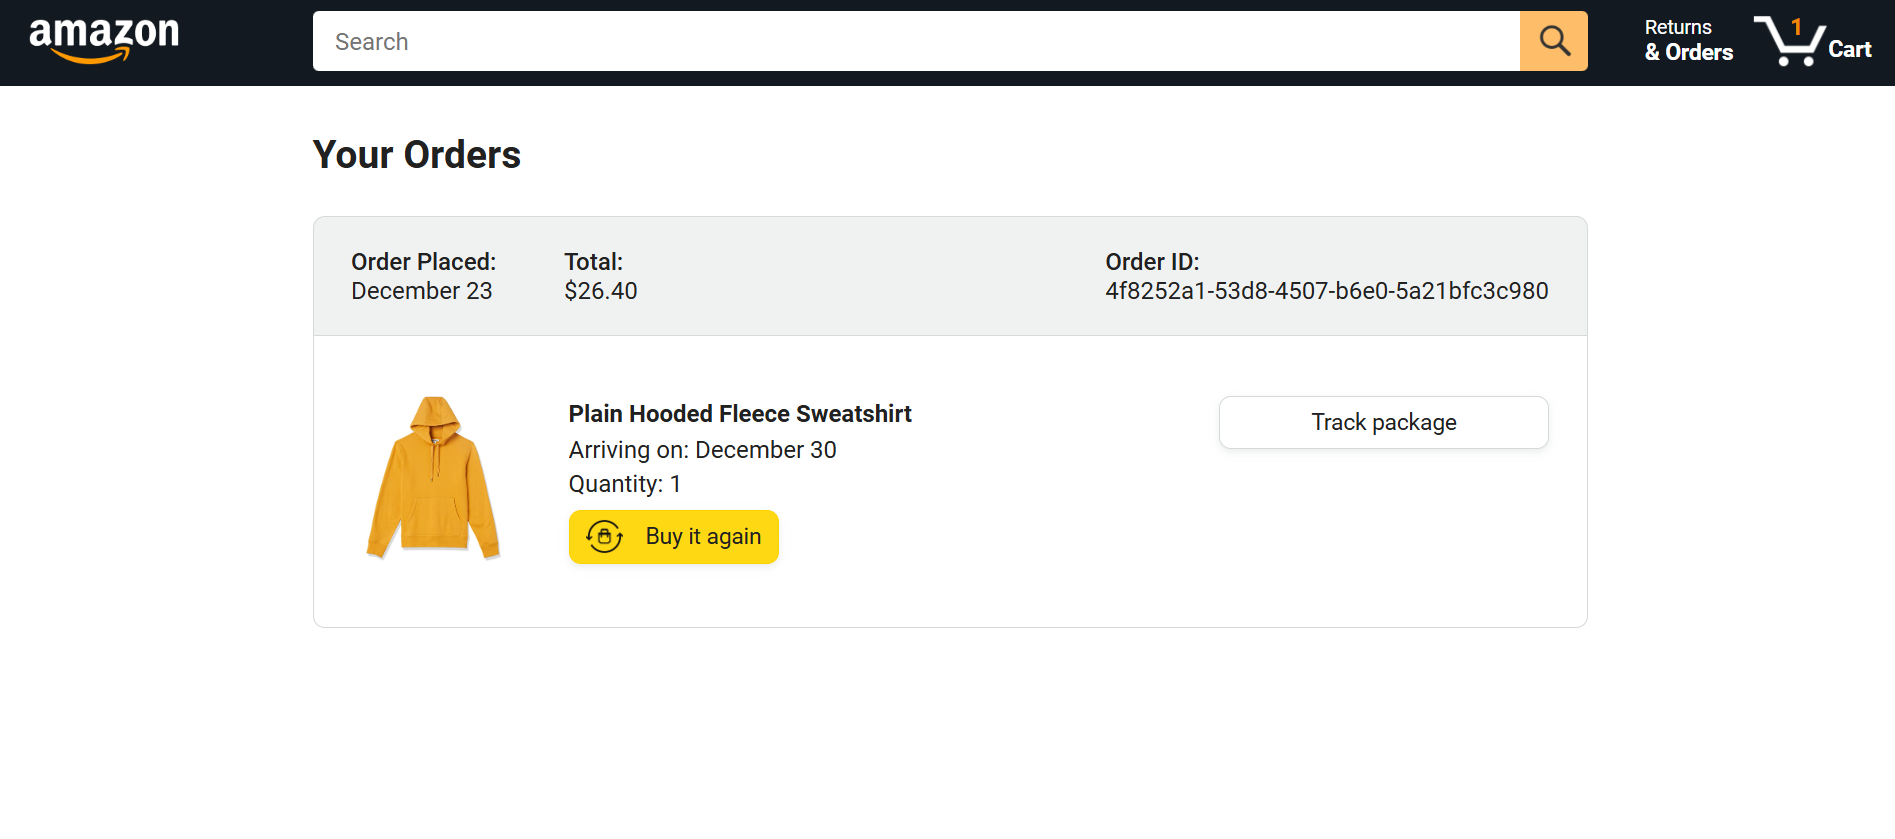 amazon
Search
Returns
& Orders
1
Cart
Your Orders
Order Placed:
December 23
Total:
$26.40
Order ID:
4f8252a1-53d8-4507-b6e0-5a21bfc3c980
Plain Hooded Fleece Sweatshirt
Arriving on: December 30
Quantity: 1
Buy it again
Track package